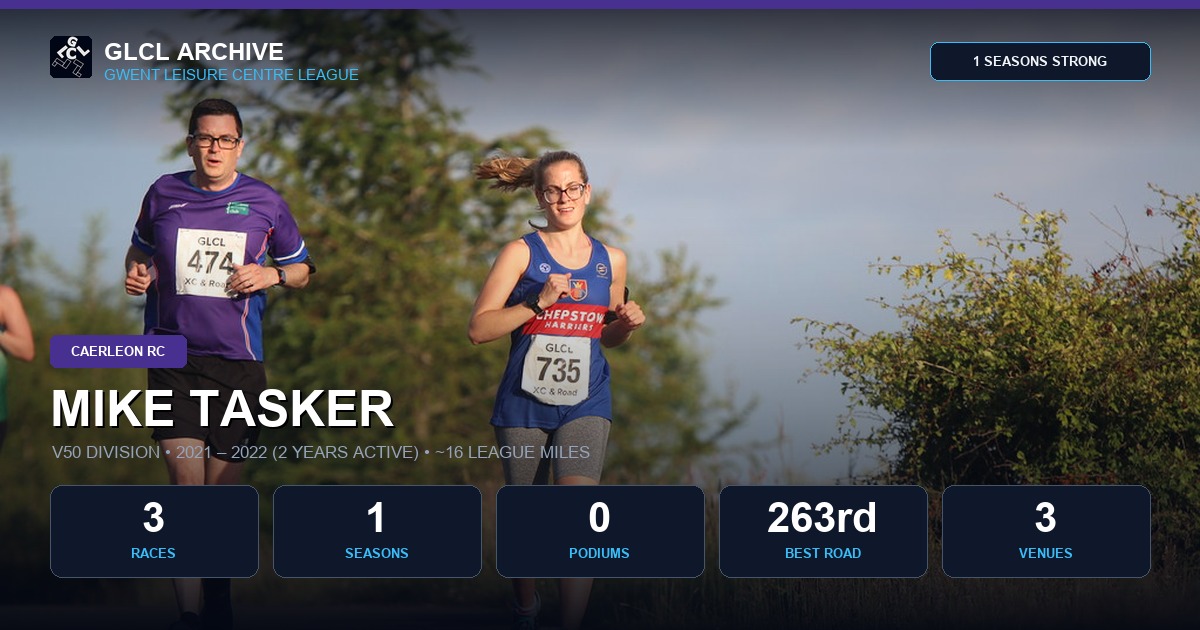 GLCL ARCHIVE
GWENT LEISURE CENTRE LEAGUE
1 SEASONS STRONG
GLCL
474
XC & Road
CHEPSTOW
HARRIERS
GLCL
735
XC & Road
CAERLEON RC
MIKE TASKER
V50 DIVISION • 2021 – 2022 (2 YEARS ACTIVE) • ~16 LEAGUE MILES
3
RACES
1
SEASONS
0
PODIUMS
263rd
BEST ROAD
3
VENUES